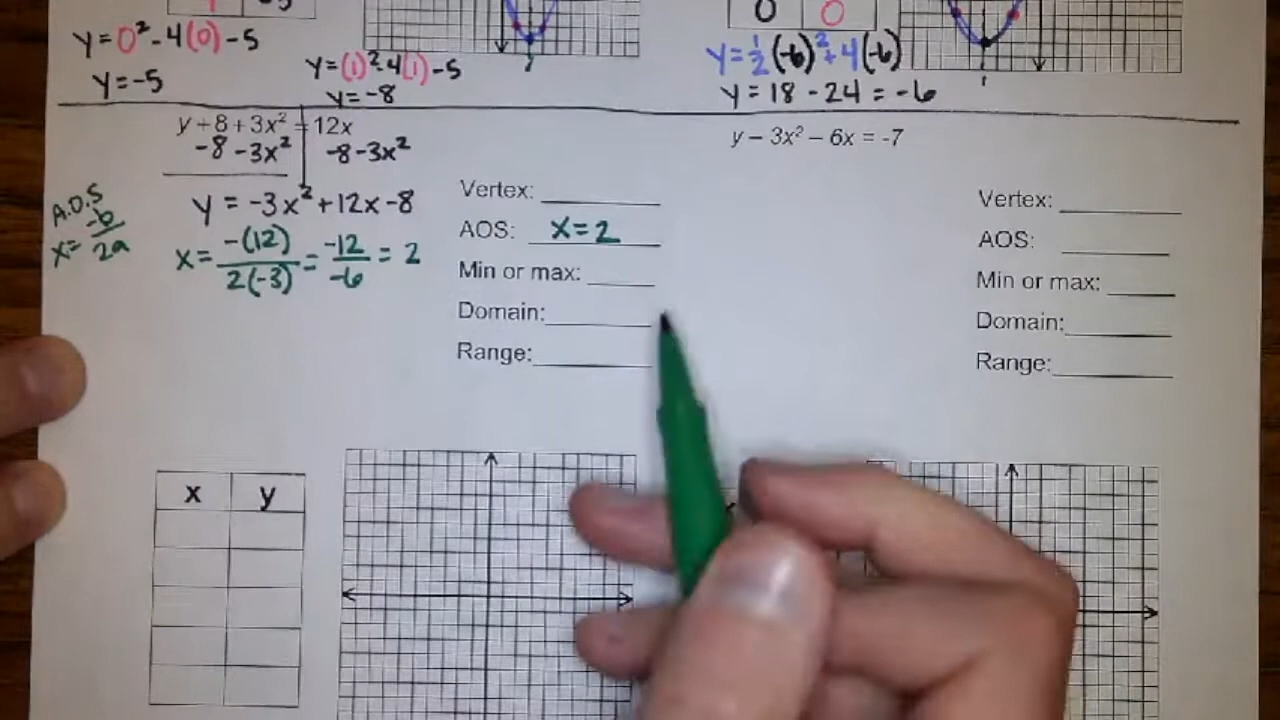 y=0²-4(0)-5
y=-5
y=(1)²-4(1)-5
y=-8
0 0
y=½(-6)²+4(-6)
y=18-24=-6
y + 8 + 3x² = 12x
-8 -3x² -8 -3x²
y = -3x²+12x-8
A.O.S
x= -b/2a
x= -(12)/2(-3) = -12/-6 = 2
Vertex:
AOS: x=2
Min or max:
Domain:
Range:
x y
y – 3x² – 6x = -7
Vertex:
AOS:
Min or max:
Domain:
Range: